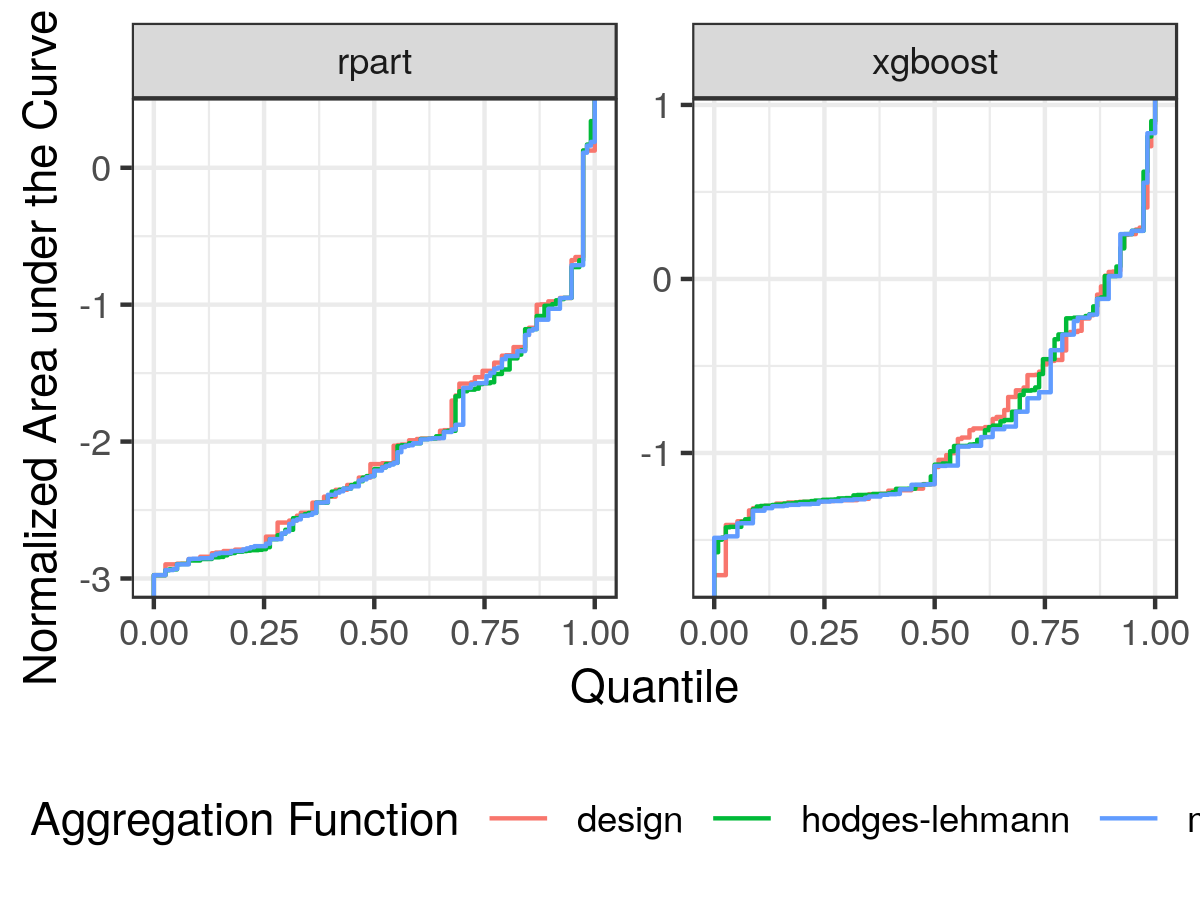 Normalized Area under the Curve
rpart
xgboost
0
-1
-2
-3
1
0
-1
0.00 0.25 0.50 0.75 1.00
0.00 0.25 0.50 0.75 1.00
Quantile
Aggregation Function design hodges-lehmann